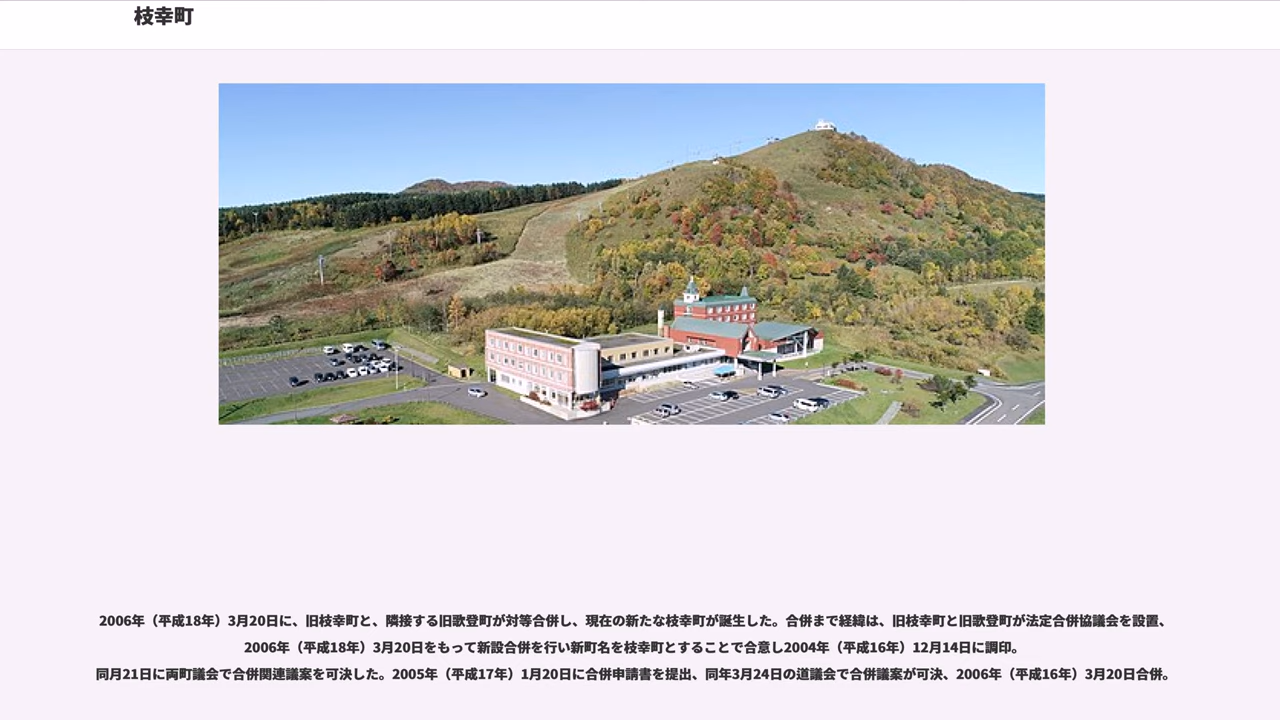 枝幸町
2006年（平成18年）3月20日に、旧枝幸町と、隣接する旧歌登町が対等合併し、現在の新たな枝幸町が誕生した。合併まで経緯は、旧枝幸町と旧歌登町が法定合併協議会を設置、
2006年（平成18年）3月20日をもって新設合併を行い新町名を枝幸町とすることで合意し2004年（平成16年）12月14日に調印。
同月21日に両町議会で合併関連議案を可決した。2005年（平成17年）1月20日に合併申請書を提出、同年3月24日の道議会で合併議案が可決、2006年（平成16年）3月20日合併。